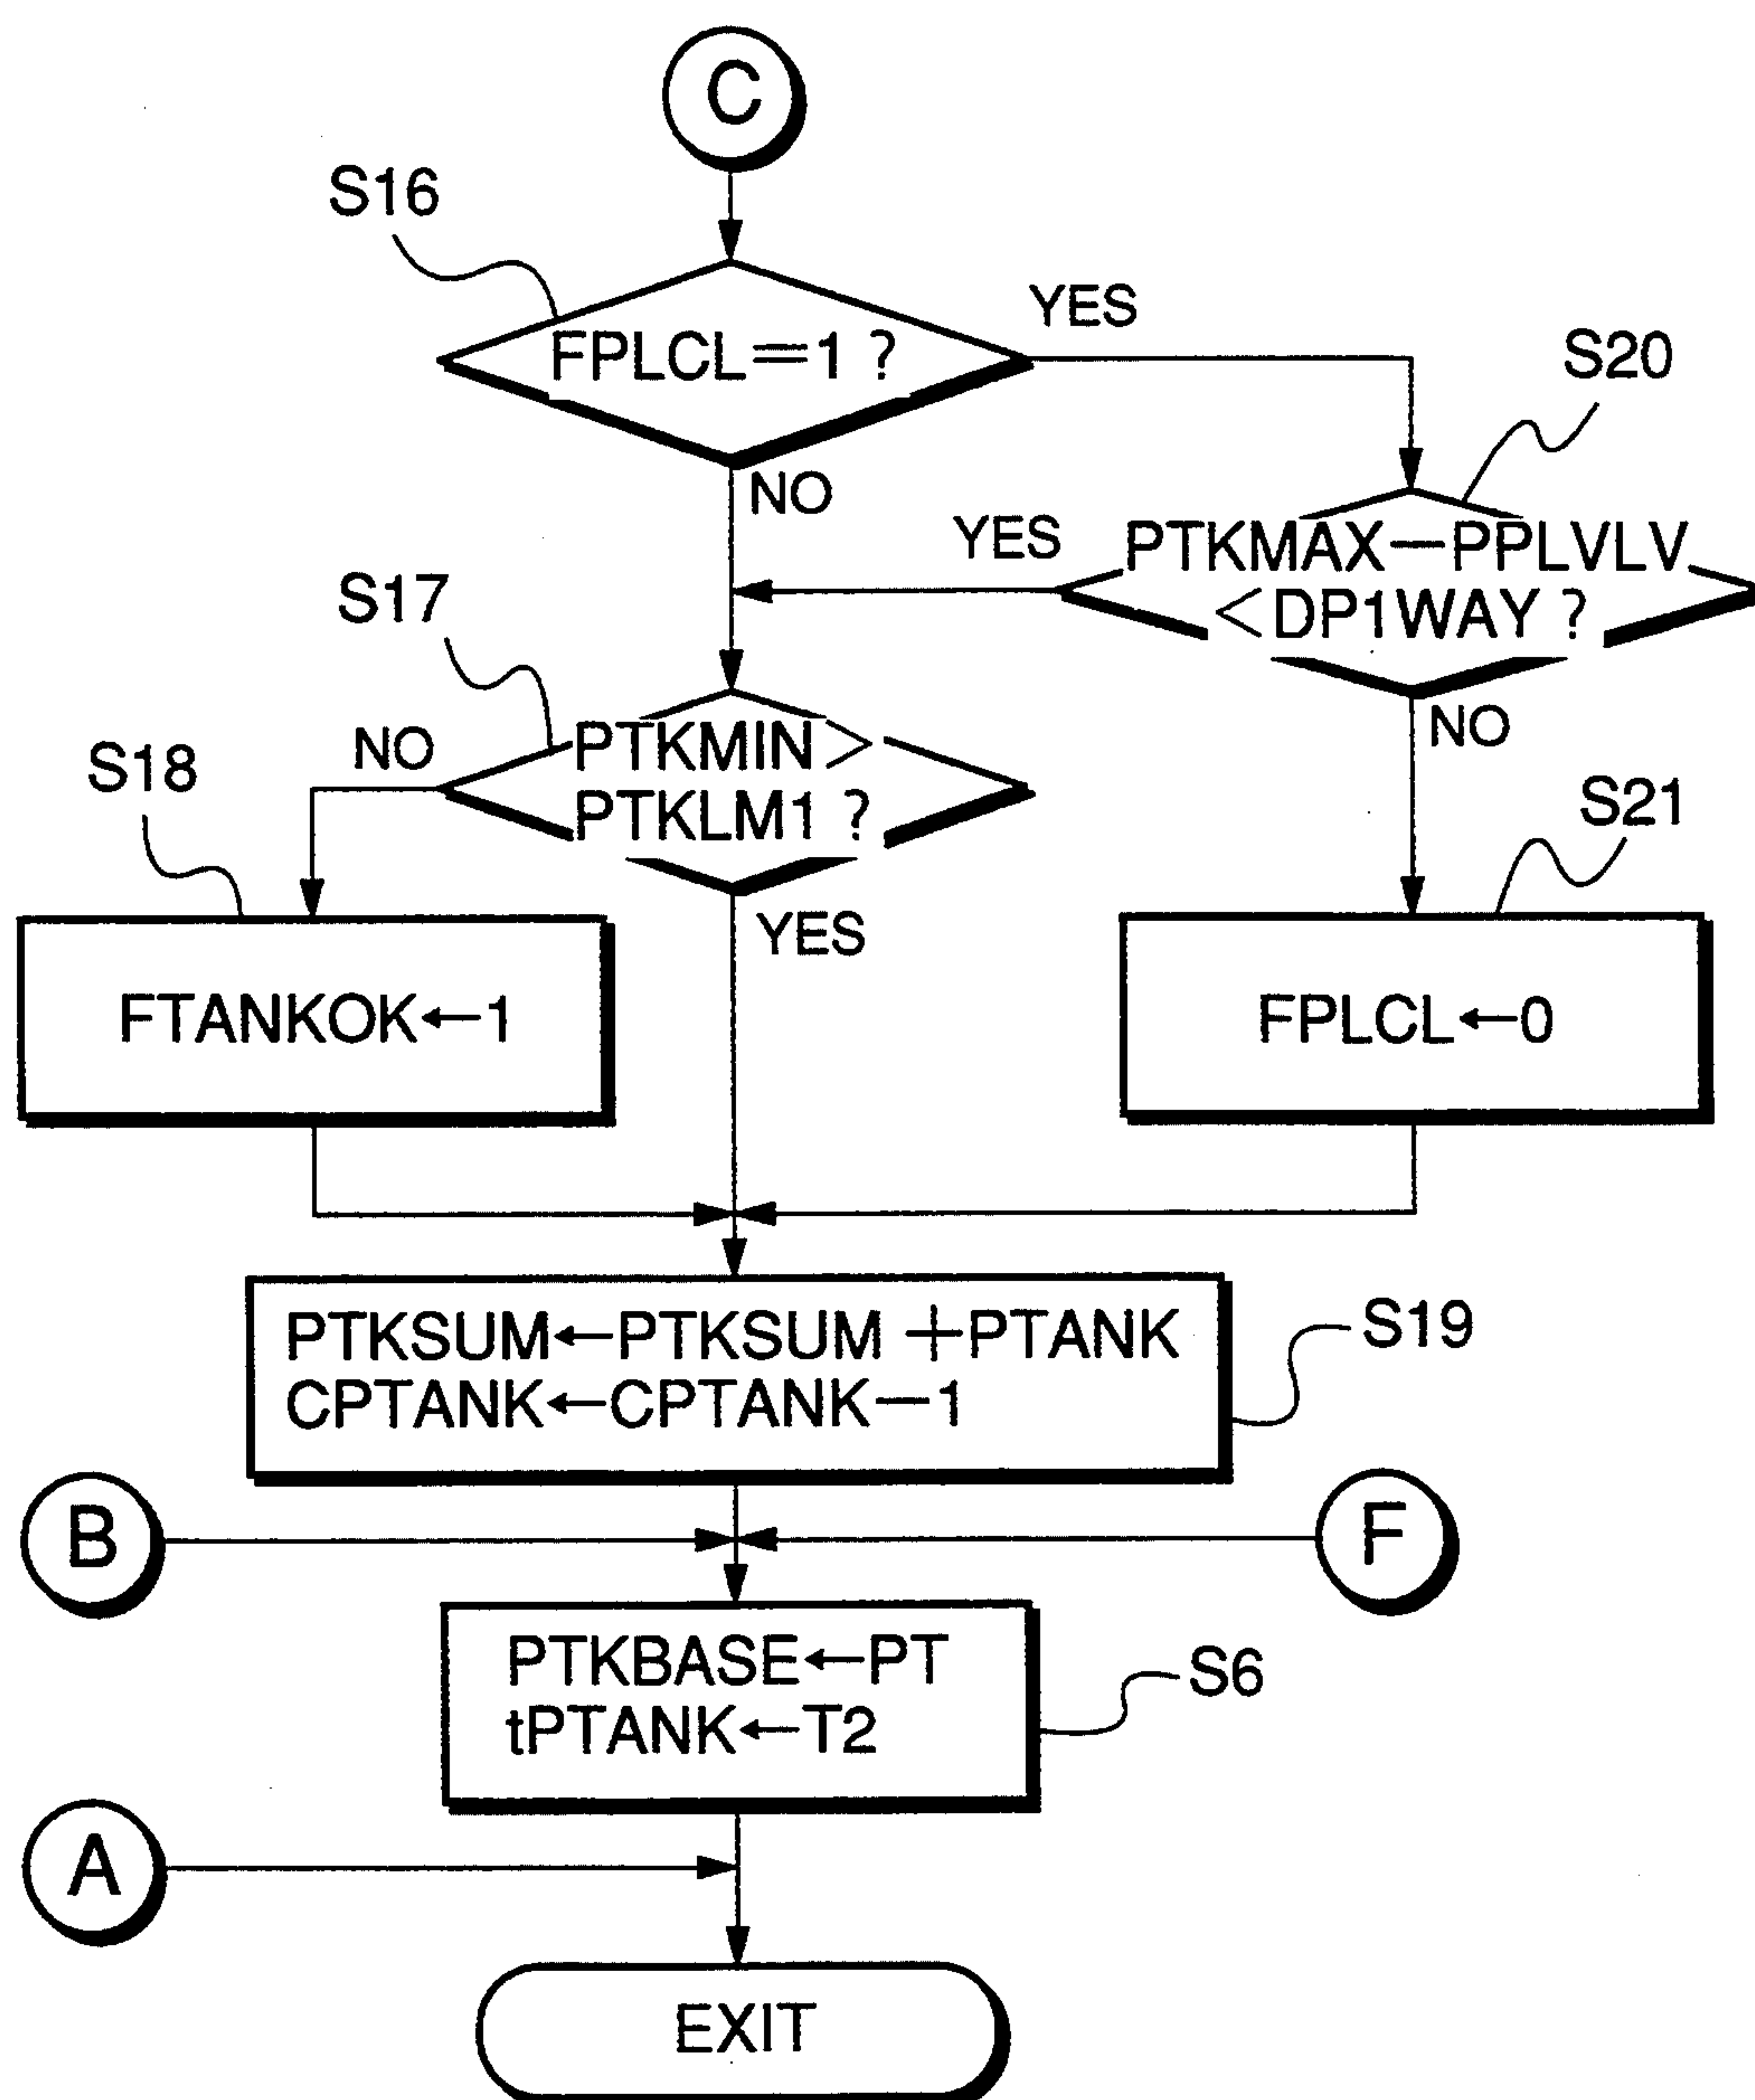 C
S16
FPLCL=1 ?
YES
S20
NO
YES
PTKMAX−PPLVLV
<DP1WAY ?
S17
NO
PTKMIN>
PTKLM1 ?
NO
S18
S21
YES
FTANKOK←1
FPLCL←0
PTKSUM←PTKSUM +PTANK
CPTANK←CPTANK−1
S19
B
F
PTKBASE←PT
tPTANK←T2
S6
A
EXIT